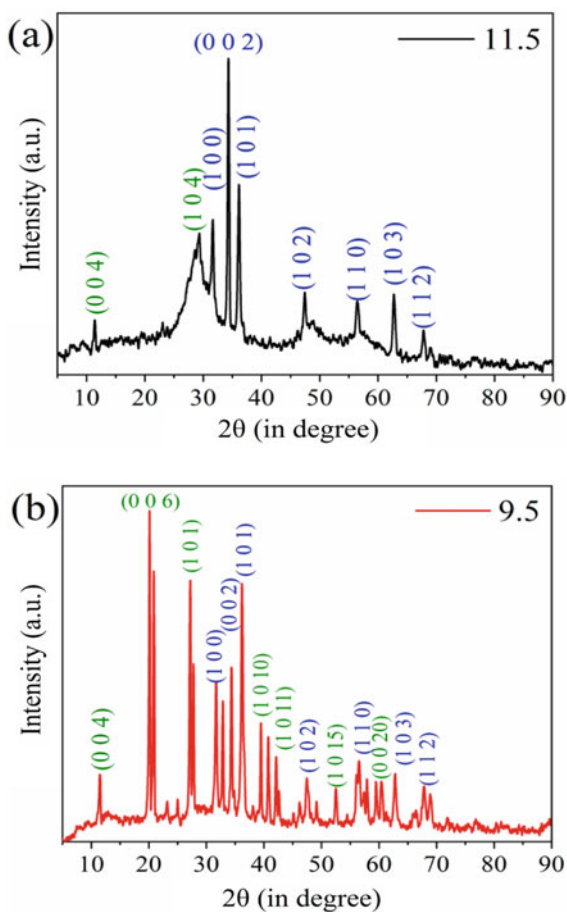 (a)
11.5
(0 0 2)
(1 0 1)
(1 0 0)
(1 0 4)
(0 0 4)
(1 0 2)
(1 1 0)
(1 0 3)
(1 1 2)
Intensity (a.u.)
10 20 30 40 50 60 70 80 90
2θ (in degree)
(b)
9.5
(0 0 6)
(1 0 1)
(1 0 1)
(0 0 2)
(1 0 0)
(0 0 4)
(1 0 10)
(1 0 11)
(1 0 2)
(1 0 15)
(1 1 0)
(0 0 20)
(1 0 3)
(1 1 2)
Intensity (a.u.)
10 20 30 40 50 60 70 80 90
2θ (in degree)